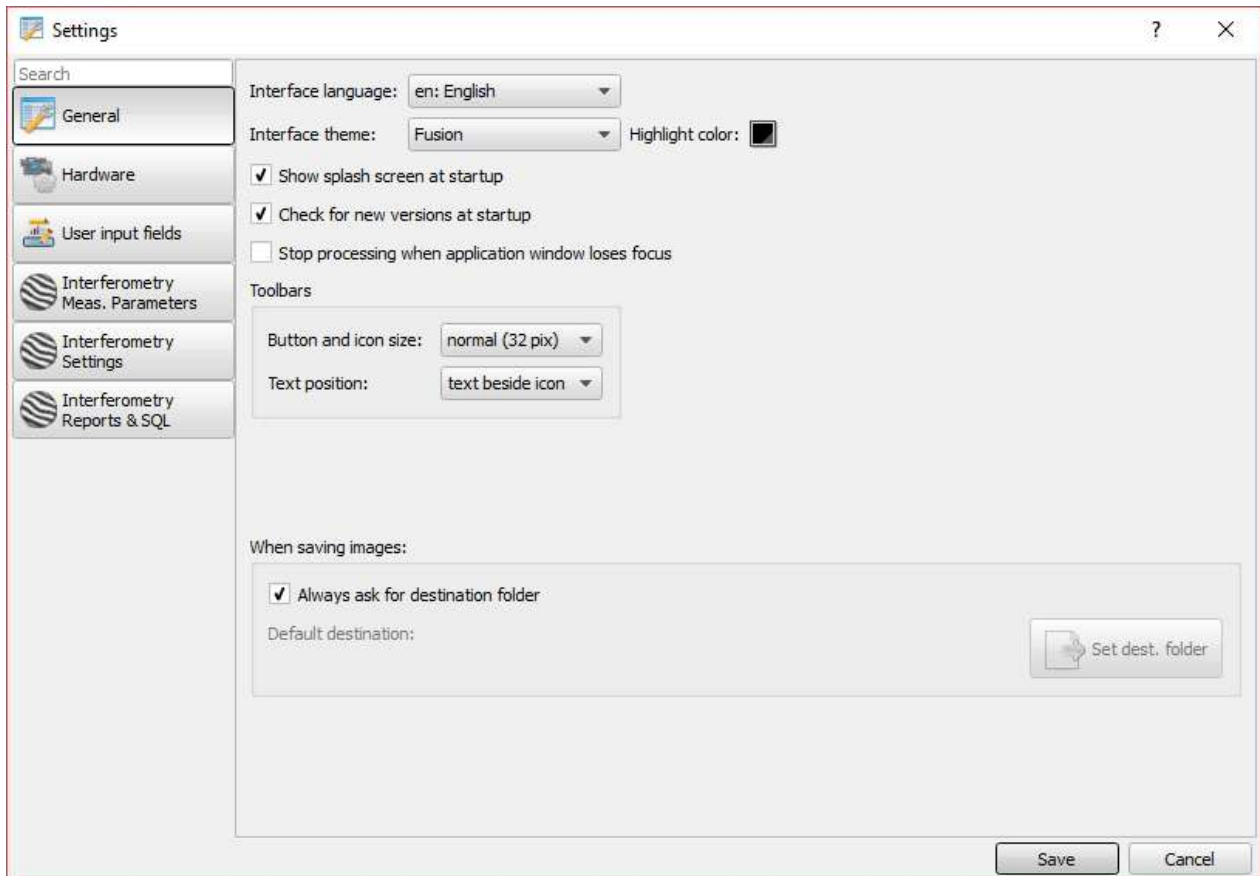 Settings
?
Search
General
Hardware
User input fields
Interferometry
Meas. Parameters
Interferometry
Settings
Interferometry
Reports & SQL
Interface language: en: English
Interface theme: Fusion Highlight color:
Show splash screen at startup
Check for new versions at startup
Stop processing when application window loses focus
Toolbars
Button and icon size: normal (32 pix)
Text position: text beside icon
When saving images:
Always ask for destination folder
Default destination:
Set dest. folder
Save Cancel